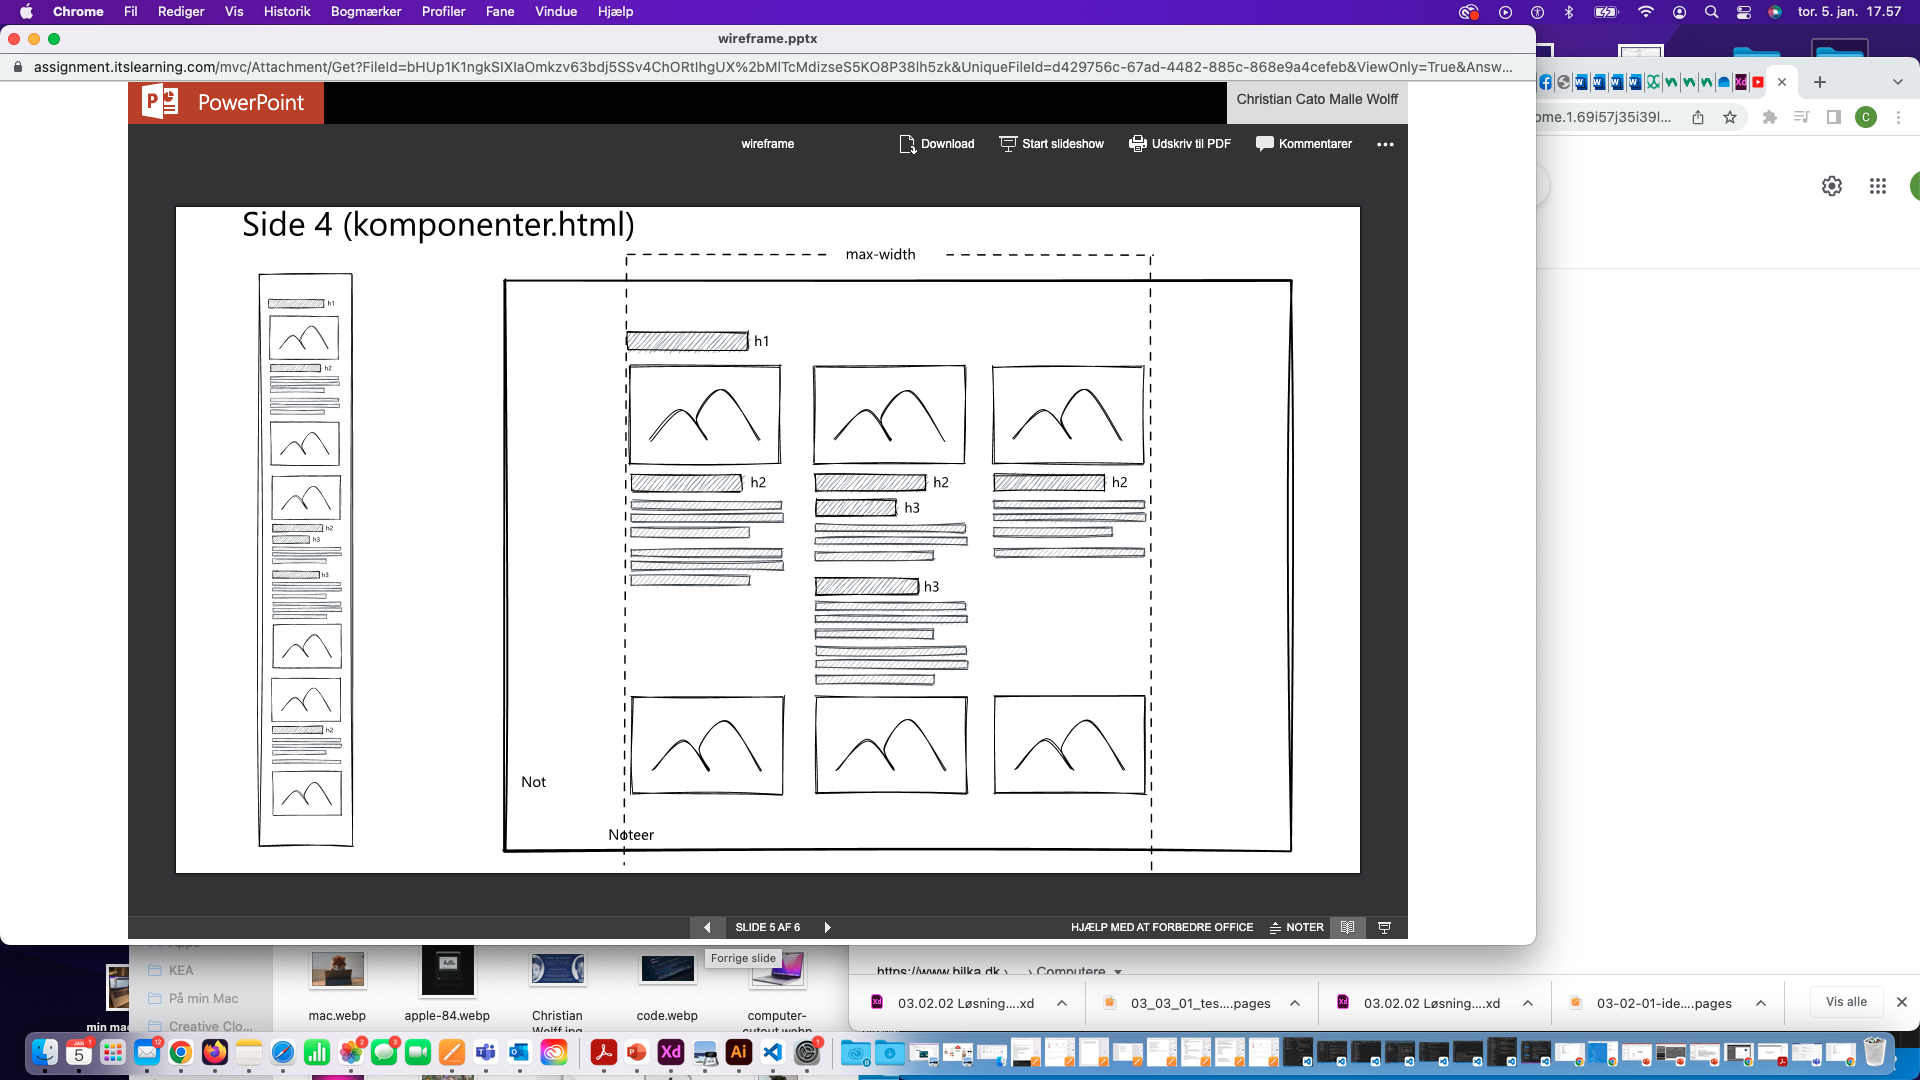 Chrome Fil Rediger Vis Historik Bogmærker Profiler Fane Vindue Hjælp tor. 5. jan. 17.57
wireframe.pptx
assignment.itslearning.com/mvc/Attachment/Get?FileId=bHUp1K1ngkSIXIaOmkzv63bdj5SSv4ChORtIhgUX%2bMlTcMdizseS5KO8P38lh5zk&UniqueFileId=d429756c-67ad-4482-885c-868e9a4cefeb&ViewOnly=True&Answ...
ome.1.69i57j35i39l...
PowerPoint
Christian Cato Malle Wolff
wireframe Download Start slideshow Udskriv til PDF Kommentarer
Side 4 (komponenter.html)
max-width
h1
h2
h2
h3
h3
h2
h1
h2 h2 h2
h3
h3
Not
Noteer
SLIDE 5 AF 6 HJÆLP MED AT FORBEDRE OFFICE NOTER
Forrige slide
KEA
På min Mac
Creative Clo...
min mac
mac.webp apple-84.webp Christian code.webp computer-
https://www.bilka.dk › Computere
03.02.02 Løsning....xd 03_03_01_tes....pages 03.02.02 Løsning....xd 03-02-01-ide....pages Vis alle